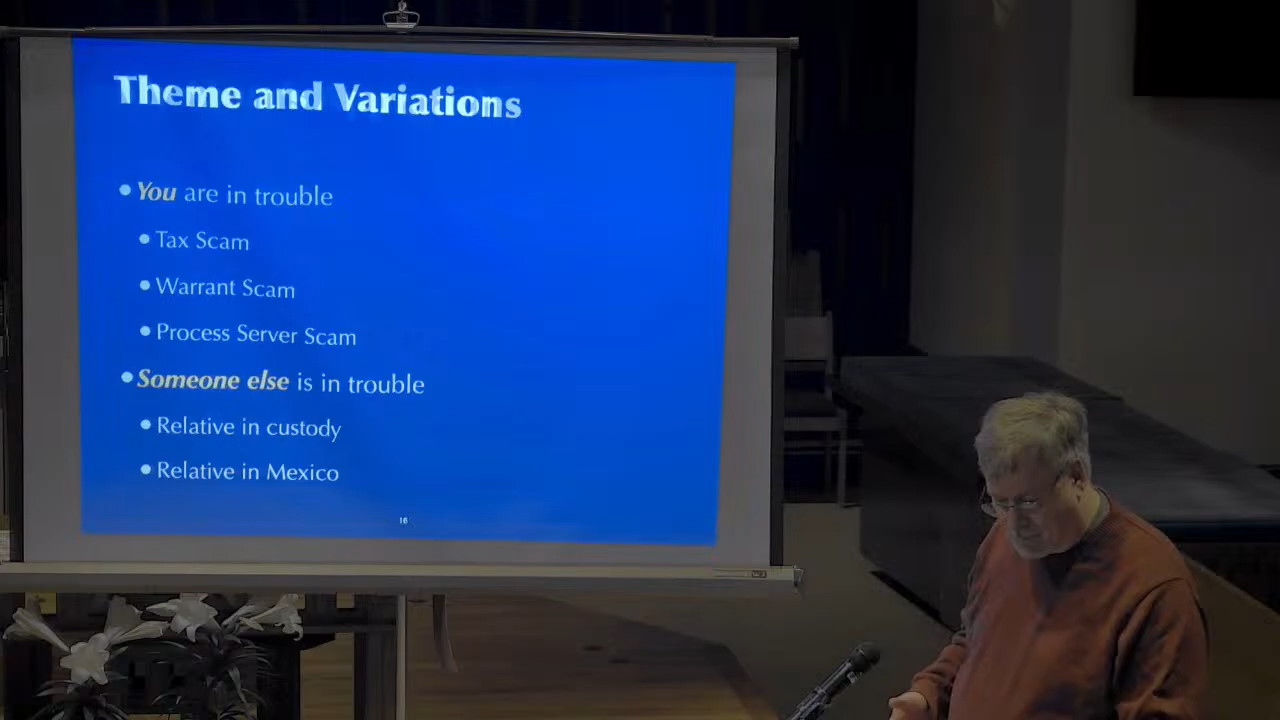 Theme and Variations
• You are in trouble
• Tax Scam
• Warrant Scam
• Process Server Scam
• Someone else is in trouble
• Relative in custody
• Relative in Mexico
16